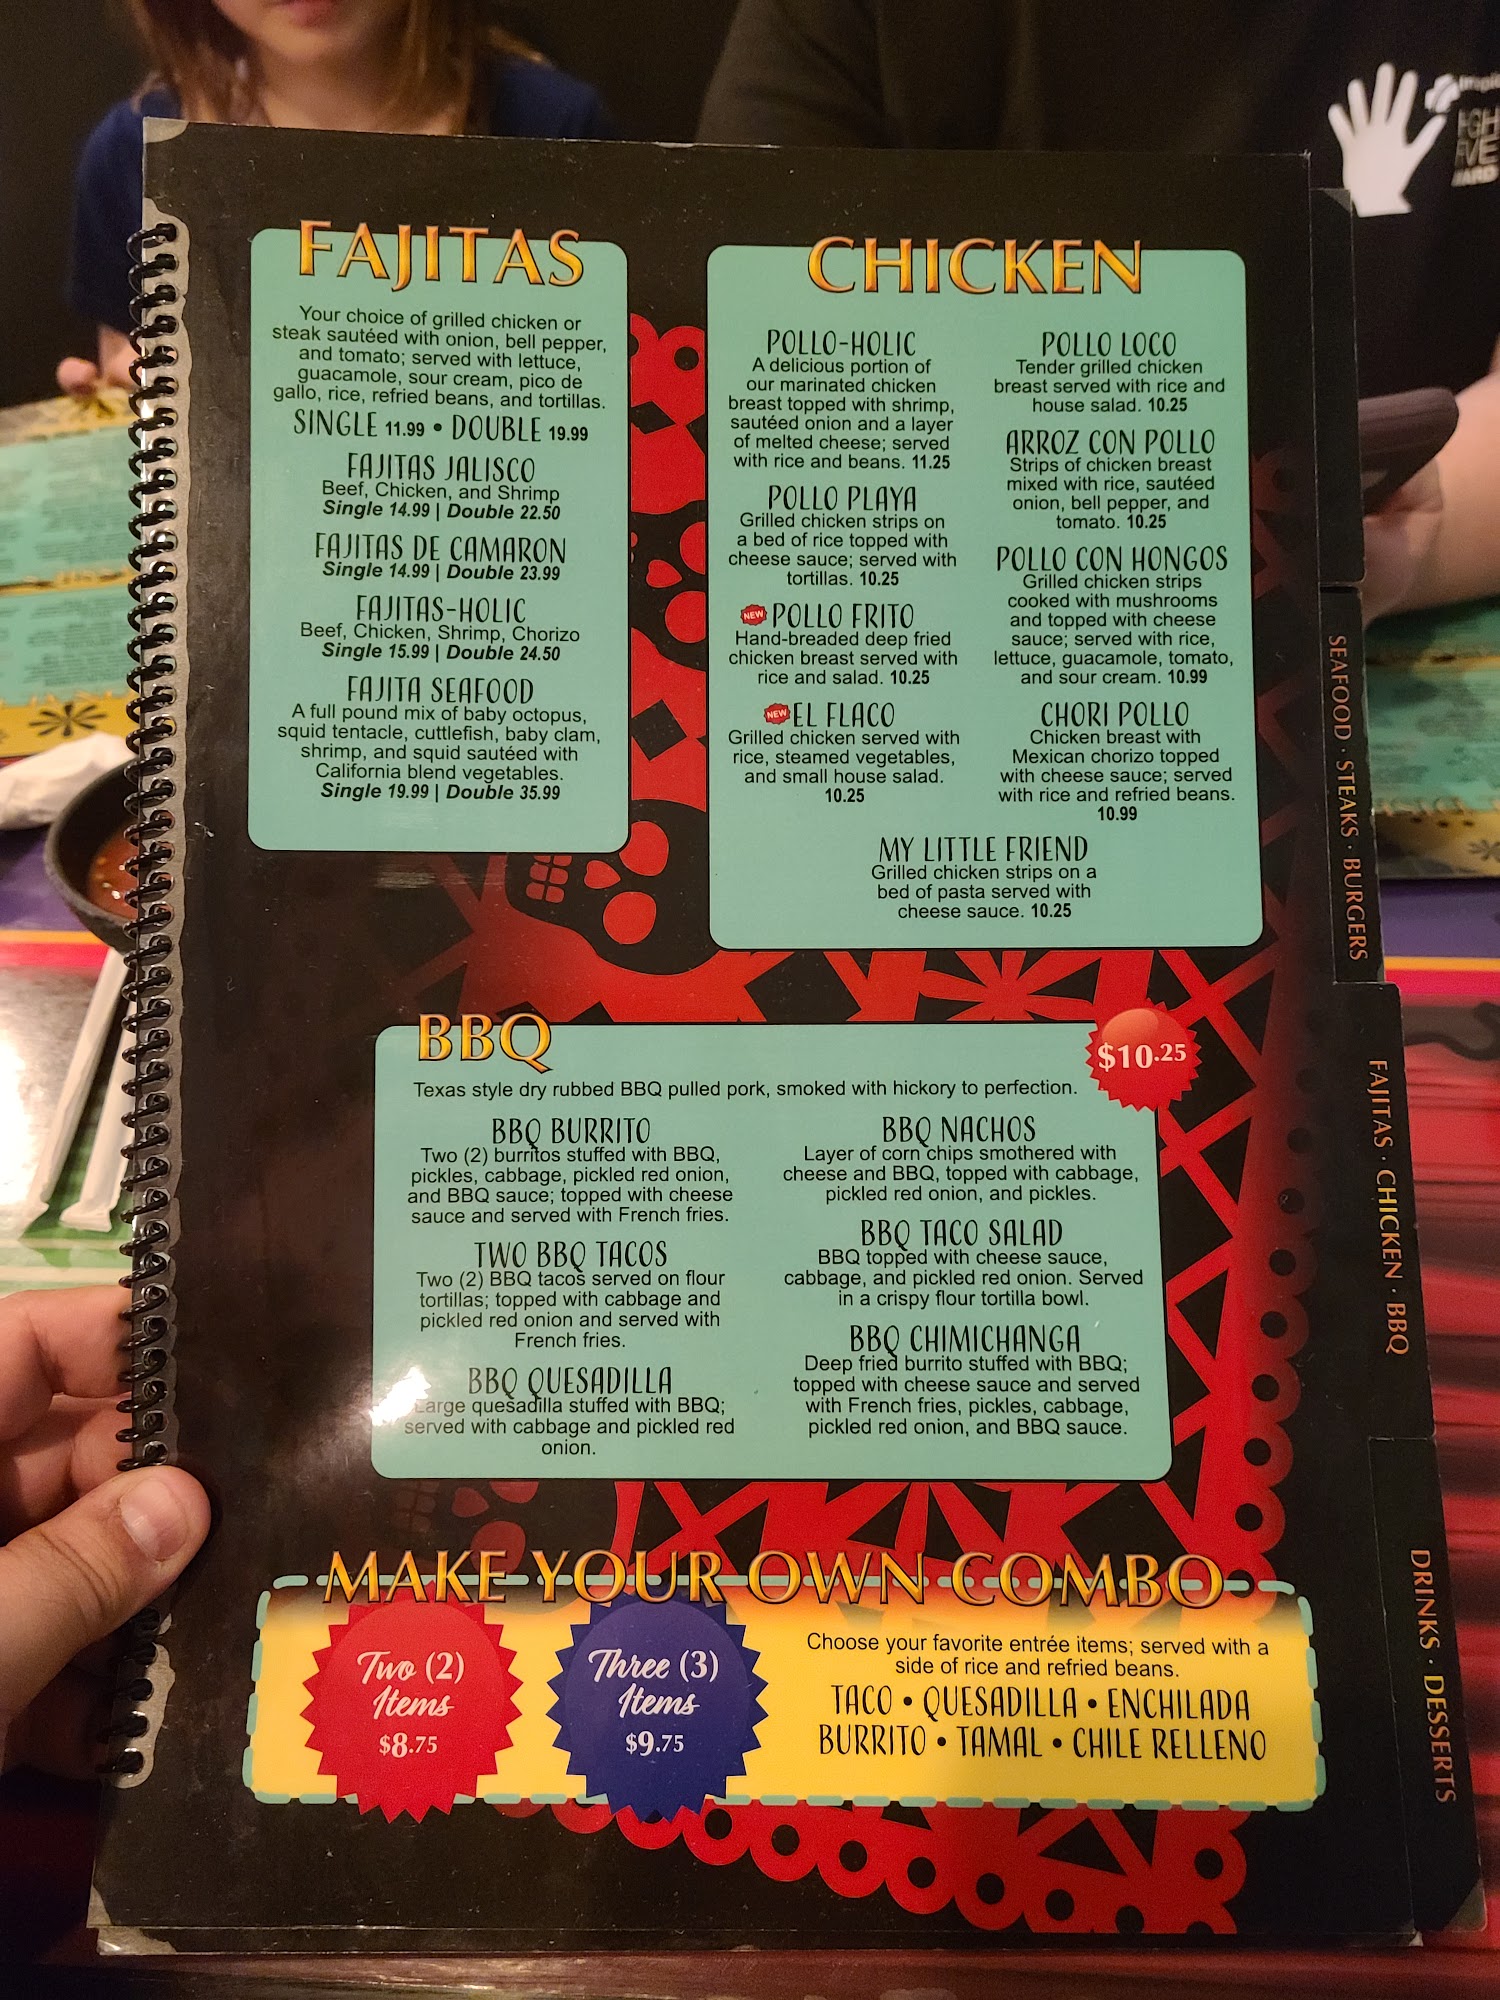 FAJITAS
Your choice of grilled chicken or
steak sautéed with onion, bell pepper,
and tomato; served with lettuce,
guacamole, sour cream, pico de
gallo, rice, refried beans, and tortillas.
SINGLE 11.99 • DOUBLE 19.99
FAJITAS JALISCO
Beef, Chicken, and Shrimp
Single 14.99 | Double 22.50
FAJITAS DE CAMARON
Single 14.99 | Double 23.99
FAJITAS-HOLIC
Beef, Chicken, Shrimp, Chorizo
Single 15.99 | Double 24.50
FAJITA SEAFOOD
A full pound mix of baby octopus,
squid tentacle, cuttlefish, baby clam,
shrimp, and squid sautéed with
California blend vegetables.
Single 19.99 | Double 35.99
CHICKEN
POLLO-HOLIC
A delicious portion of
our marinated chicken
breast topped with shrimp,
sautéed onion and a layer
of melted cheese; served
with rice and beans. 11.25
POLLO PLAYA
Grilled chicken strips on
a bed of rice topped with
cheese sauce; served with
tortillas. 10.25
NEW POLLO FRITO
Hand-breaded deep fried
chicken breast served with
rice and salad. 10.25
NEW EL FLACO
Grilled chicken served with
rice, steamed vegetables,
and small house salad.
10.25
POLLO LOCO
Tender grilled chicken
breast served with rice and
house salad. 10.25
ARROZ CON POLLO
Strips of chicken breast
mixed with rice, sautéed
onion, bell pepper, and
tomato. 10.25
POLLO CON HONGOS
Grilled chicken strips
cooked with mushrooms
and topped with cheese
sauce; served with rice,
lettuce, guacamole, tomato,
and sour cream. 10.99
CHORI POLLO
Chicken breast with
Mexican chorizo topped
with cheese sauce; served
with rice and refried beans.
10.99
MY LITTLE FRIEND
Grilled chicken strips on a
bed of pasta served with
cheese sauce. 10.25
BBQ
$10.25
Texas style dry rubbed BBQ pulled pork, smoked with hickory to perfection.
BBQ BURRITO
Two (2) burritos stuffed with BBQ,
pickles, cabbage, pickled red onion,
and BBQ sauce; topped with cheese
sauce and served with French fries.
TWO BBQ TACOS
Two (2) BBQ tacos served on flour
tortillas; topped with cabbage and
pickled red onion and served with
French fries.
BBQ QUESADILLA
Large quesadilla stuffed with BBQ;
served with cabbage and pickled red
onion.
BBQ NACHOS
Layer of corn chips smothered with
cheese and BBQ, topped with cabbage,
pickled red onion, and pickles.
BBQ TACO SALAD
BBQ topped with cheese sauce,
cabbage, and pickled red onion. Served
in a crispy flour tortilla bowl.
BBQ CHIMICHANGA
Deep fried burrito stuffed with BBQ;
topped with cheese sauce and served
with French fries, pickles, cabbage,
pickled red onion, and BBQ sauce.
MAKE YOUR OWN COMBO
Two (2)
Items
$8.75
Three (3)
Items
$9.75
Choose your favorite entrée items; served with a
side of rice and refried beans.
TACO • QUESADILLA • ENCHILADA
BURRITO • TAMAL • CHILE RELLENO
SEAFOOD • STEAKS • BURGERS
FAJITAS • CHICKEN • BBQ
DRINKS • DESSERTS